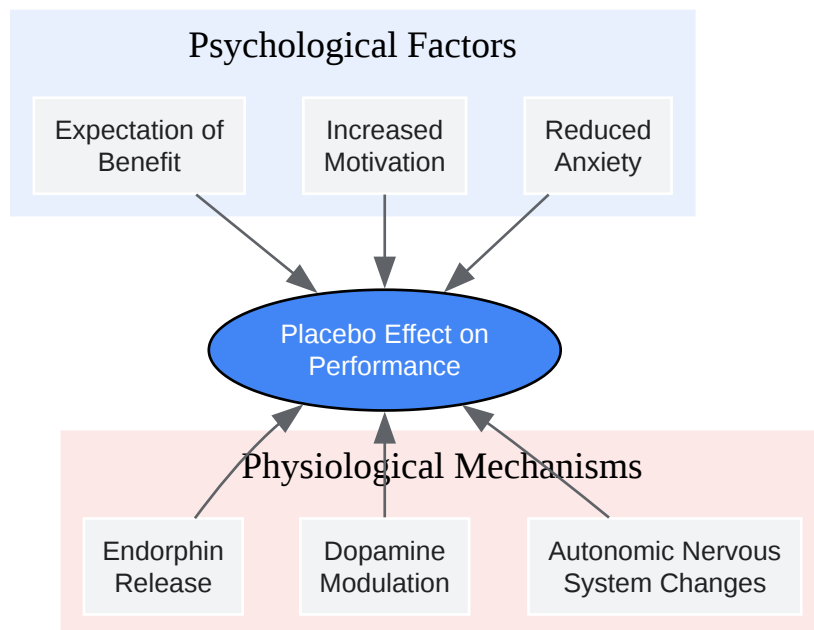 Psychological Factors
Expectation of
Benefit
Increased
Motivation
Reduced
Anxiety
Placebo Effect on
Performance
Physiological Mechanisms
Endorphin
Release
Dopamine
Modulation
Autonomic Nervous
System Changes